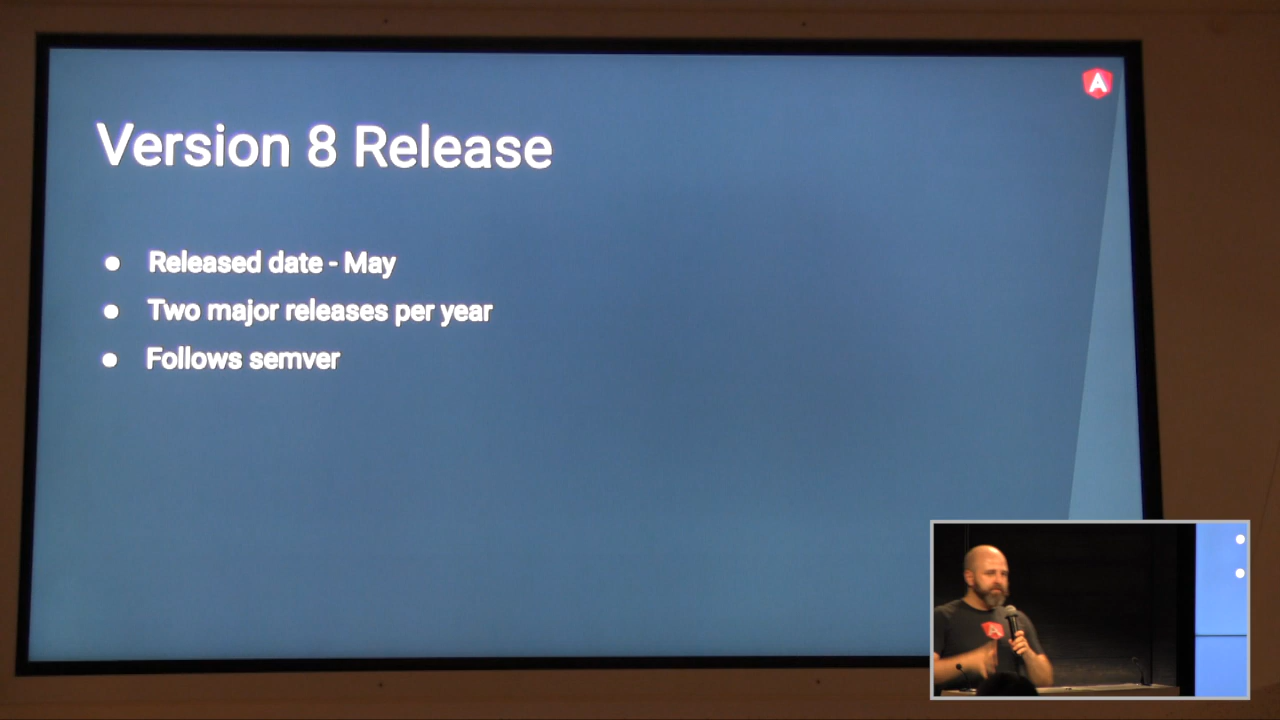 Version 8 Release
● Released date - May
● Two major releases per year
● Follows semver
A
A